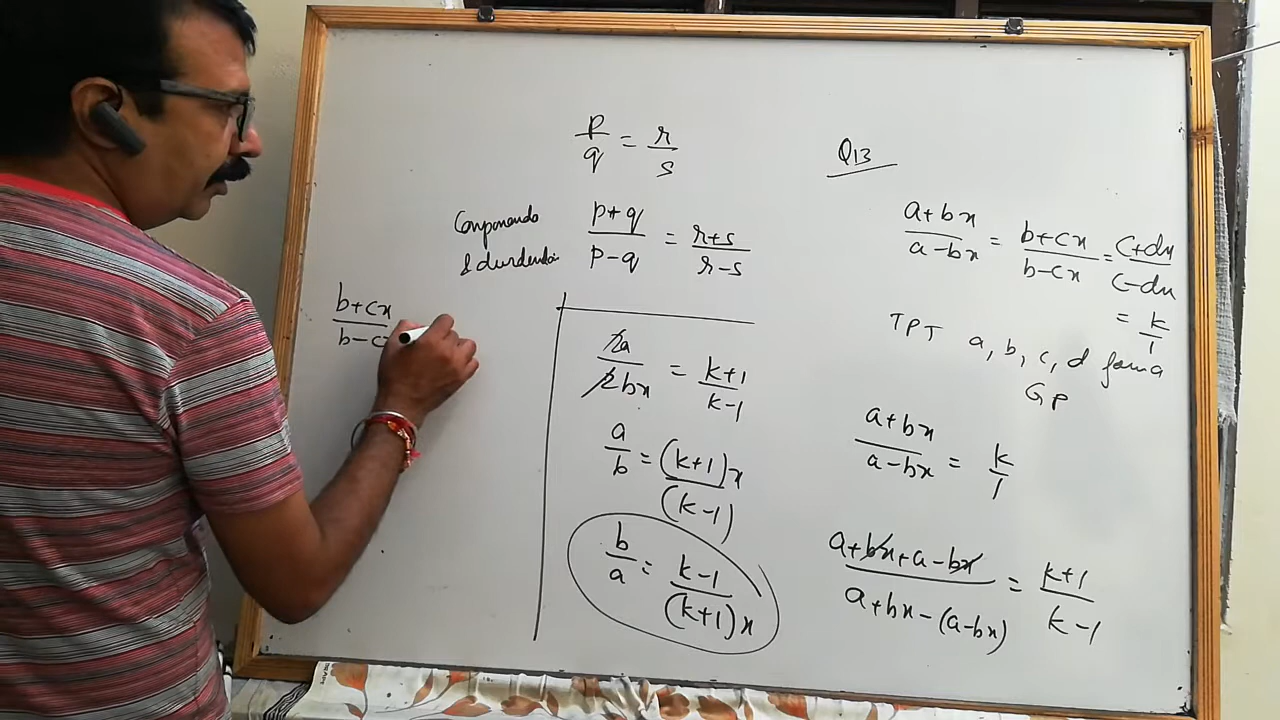 p/q = r/s
Componendo & dividendo
(p+q)/(p-q) = (r+s)/(r-s)
(b+cx)/(b-c
2a/2bx = (k+1)/(k-1)
a/b = (k+1)x/(k-1)
b/a = (k-1)/((k+1)x)
Q13
(a+bx)/(a-bx) = (b+cx)/(b-cx) = (c+dx)/(c-dx)
= k/1
TPT a, b, c, d form a
GP
(a+bx)/(a-bx) = k/1
(a+bx+a-bx)/(a+bx-(a-bx)) = (k+1)/(k-1)